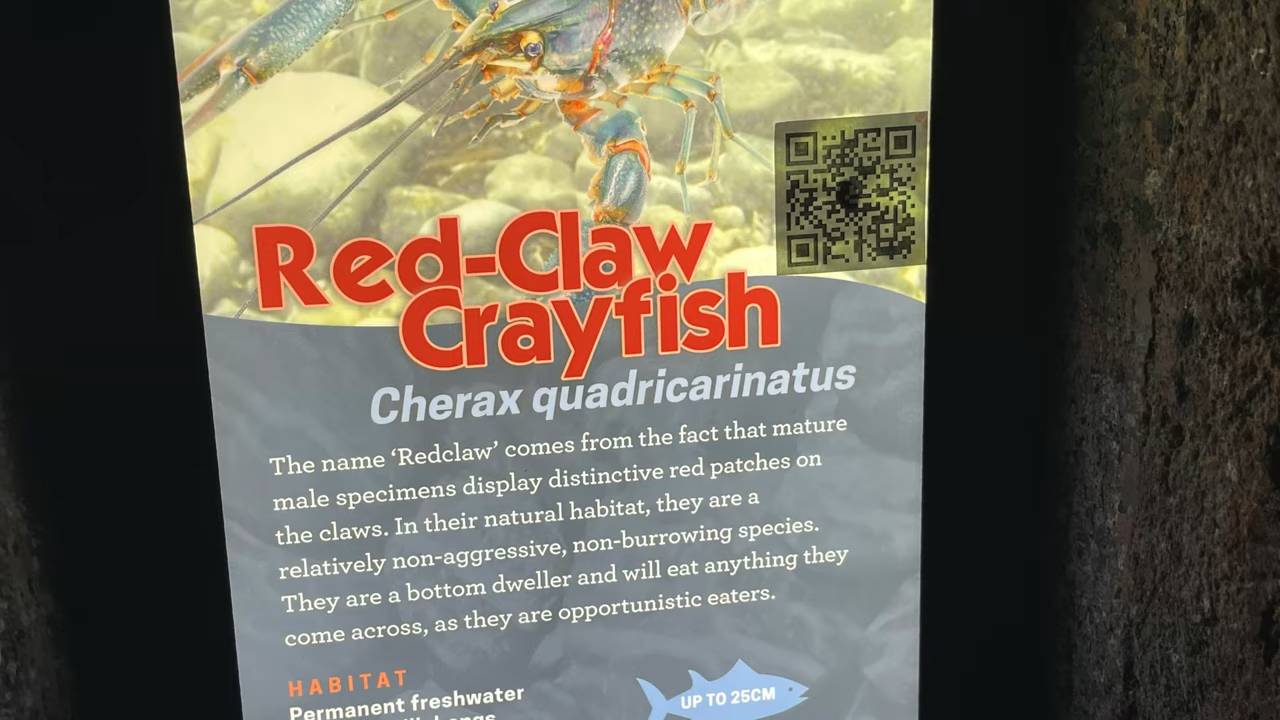 Red-Claw
Crayfish
Cherax quadricarinatus
The name ‘Redclaw’ comes from the fact that mature
male specimens display distinctive red patches on
the claws. In their natural habitat, they are a
relatively non-aggressive, non-burrowing species.
They are a bottom dweller and will eat anything they
come across, as they are opportunistic eaters.
HABITAT
Permanent freshwater
UP TO 25CM